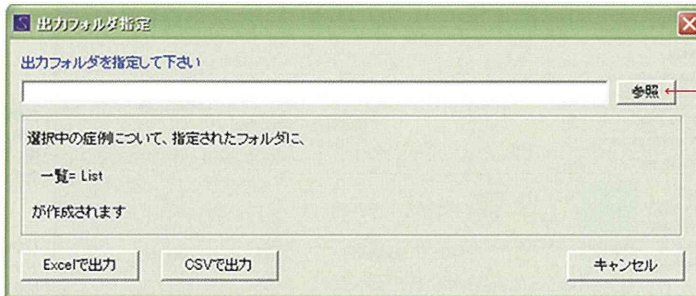 出力フォルダ指定
出力フォルダを指定して下さい
参照
選択中の症例について、指定されたフォルダに、
一覧= List
が作成されます
Excelで出力 CSVで出力 キャンセル